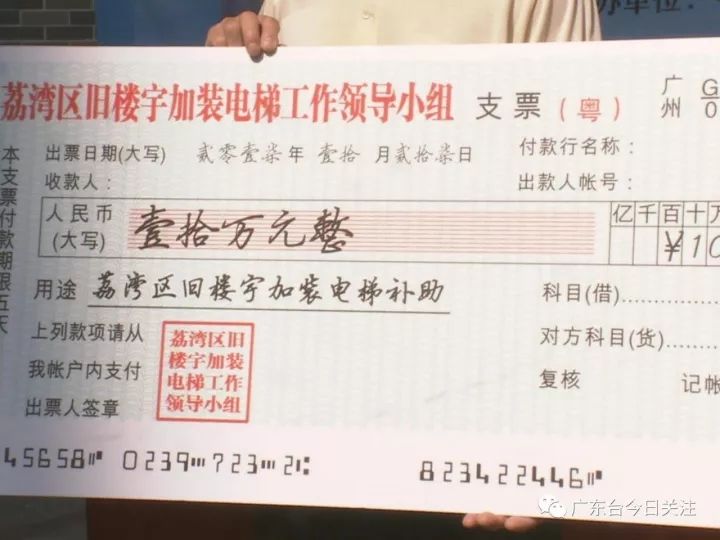 办单位：
荔湾区旧楼宇加装电梯工作领导小组 支票（粤） 广州 G 0
出票日期(大写) 贰零壹柒年 壹拾月贰拾柒日 付款行名称：
收款人： 出款人帐号：
人民币(大写) 壹拾万元整 亿千百十万
¥10
用途 荔湾区旧楼宇加装电梯补助 科目(借)
上列款项请从 对方科目(货)
我帐户内支付 复核 记帐
出票人签章
荔湾区旧
楼宇加装
电梯工作
领导小组
本支票付款期限五天
45658⑈ 0239⑉723⑉2⑆ 823422446⑈
广东台今日关注